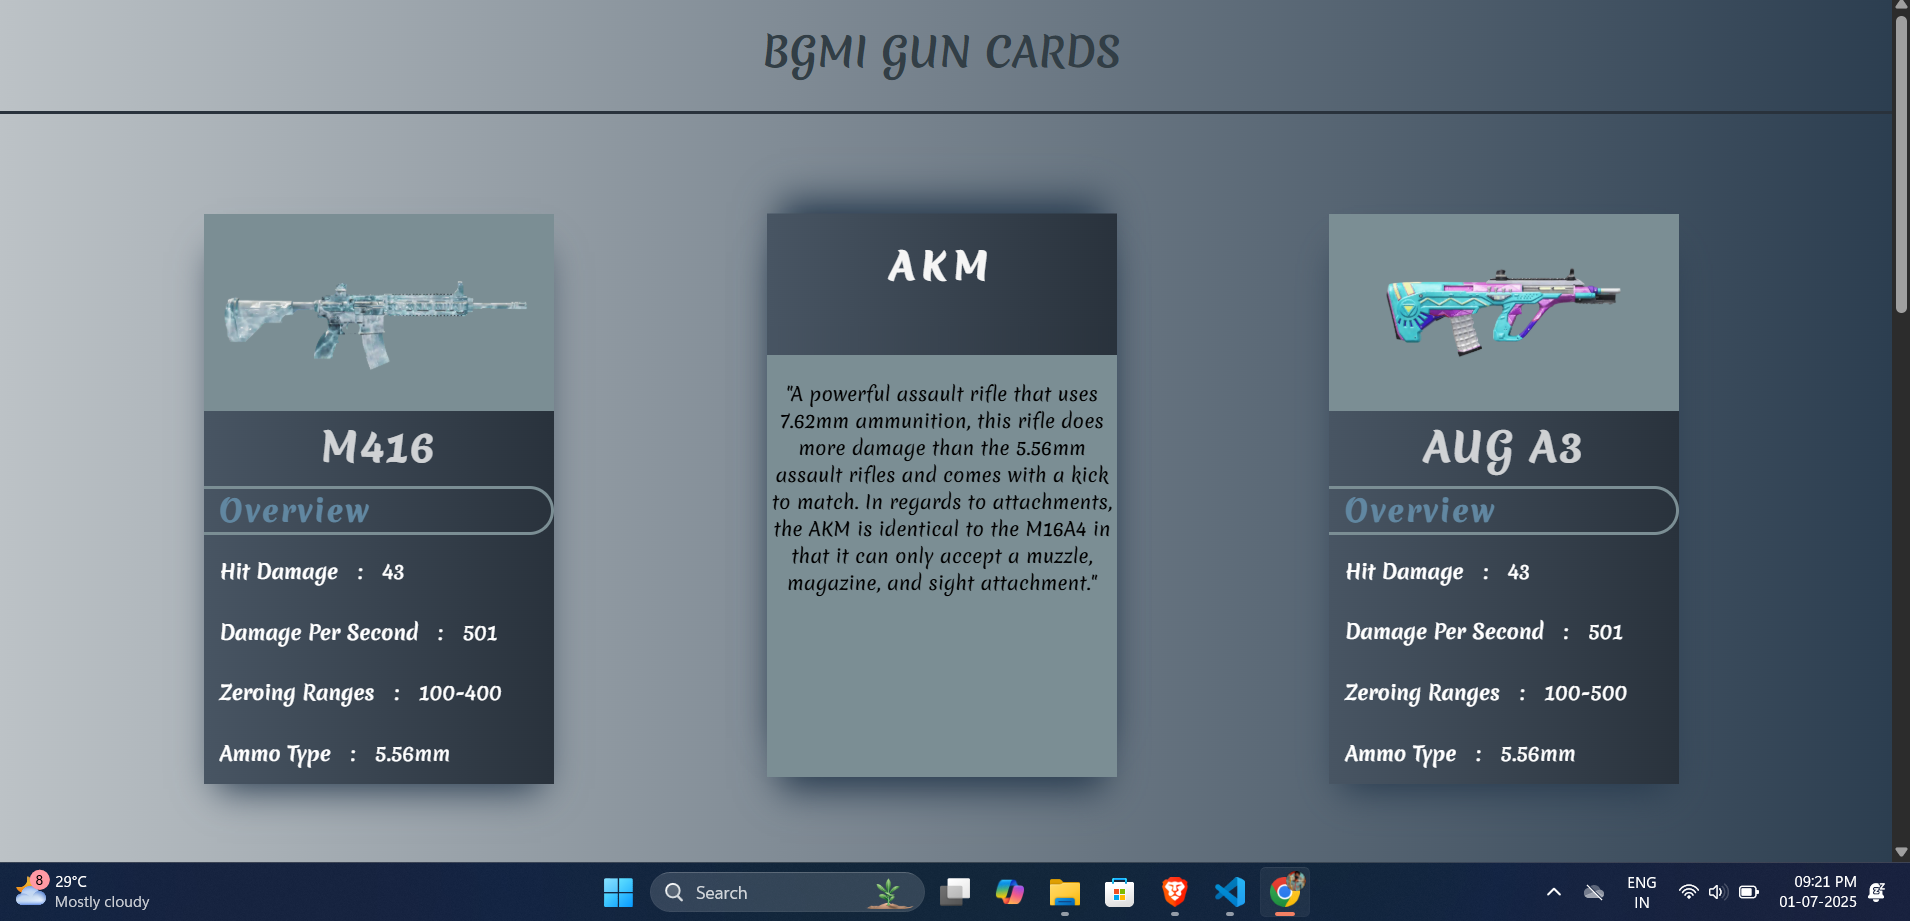 BGMI GUN CARDS
M416
Overview
Hit Damage : 43
Damage Per Second : 501
Zeroing Ranges : 100-400
Ammo Type : 5.56mm
AKM
"A powerful assault rifle that uses
7.62mm ammunition, this rifle does
more damage than the 5.56mm
assault rifles and comes with a kick
to match. In regards to attachments,
the AKM is identical to the M16A4 in
that it can only accept a muzzle,
magazine, and sight attachment."
AUG A3
Overview
Hit Damage : 43
Damage Per Second : 501
Zeroing Ranges : 100-500
Ammo Type : 5.56mm
8
29°C
Mostly cloudy
Search
ENG
IN
09:21 PM
01-07-2025